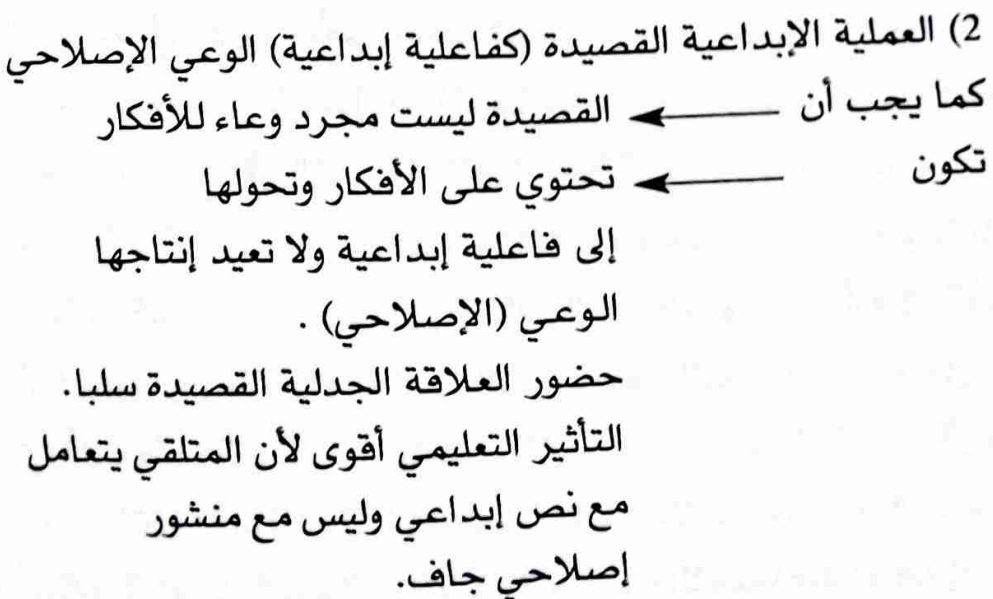 2) العملية الإبداعية القصيدة (كفاعلية إبداعية) الوعي الإصلاحي
كما يجب أن ← القصيدة ليست مجرد وعاء للأفكار
تكون ← تحتوي على الأفكار وتحولها
إلى فاعلية إبداعية ولا تعيد إنتاجها
الوعي (الإصلاحي) .
حضور العلاقة الجدلية القصيدة سلبا.
التأثير التعليمي أقوى لأن المتلقي يتعامل
مع نص إبداعي وليس مع منشور
إصلاحي جاف.